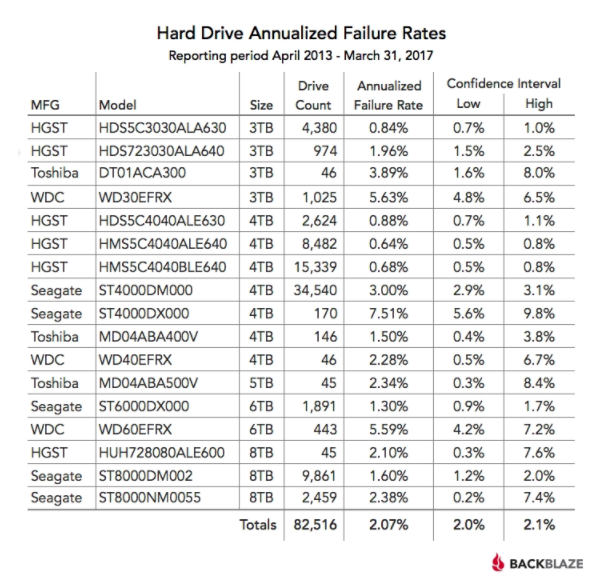 Hard Drive Annualized Failure Rates
Reporting period April 2013 - March 31, 2017
Drive Annualized Confidence Interval
MFG Model Size Count Failure Rate Low High
HGST HDS5C3030ALA630 3TB 4,380 0.84% 0.7% 1.0%
HGST HDS723030ALA640 3TB 974 1.96% 1.5% 2.5%
Toshiba DT01ACA300 3TB 46 3.89% 1.6% 8.0%
WDC WD30EFRX 3TB 1,025 5.63% 4.8% 6.5%
HGST HDS5C4040ALE630 4TB 2,624 0.88% 0.7% 1.1%
HGST HMS5C4040ALE640 4TB 8,482 0.64% 0.5% 0.8%
HGST HMS5C4040BLE640 4TB 15,339 0.68% 0.5% 0.8%
Seagate ST4000DM000 4TB 34,540 3.00% 2.9% 3.1%
Seagate ST4000DX000 4TB 170 7.51% 5.6% 9.8%
Toshiba MD04ABA400V 4TB 146 1.50% 0.4% 3.8%
WDC WD40EFRX 4TB 46 2.28% 0.5% 6.7%
Toshiba MD04ABA500V 5TB 45 2.34% 0.3% 8.4%
Seagate ST6000DX000 6TB 1,891 1.30% 0.9% 1.7%
WDC WD60EFRX 6TB 443 5.59% 4.2% 7.2%
HGST HUH728080ALE600 8TB 45 2.10% 0.3% 7.6%
Seagate ST8000DM002 8TB 9,861 1.60% 1.2% 2.0%
Seagate ST8000NM0055 8TB 2,459 2.38% 0.2% 7.4%
Totals 82,516 2.07% 2.0% 2.1%
BACKBLAZE